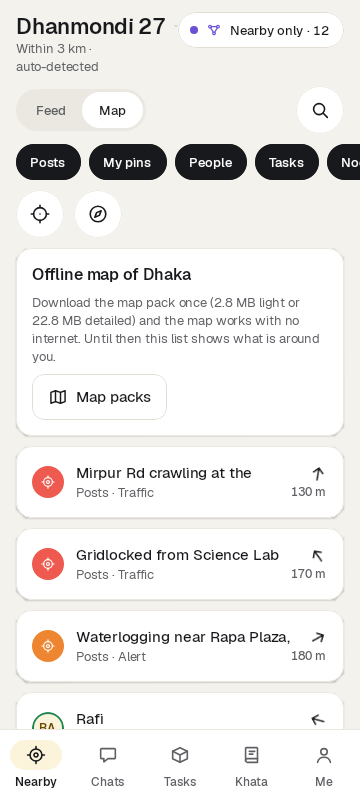 Dhanmondi 27
Nearby only · 12
Within 3 km ·
auto-detected
Feed
Map
Posts
My pins
People
Tasks
Offline map of Dhaka
Download the map pack once (2.8 MB light or
22.8 MB detailed) and the map works with no
internet. Until then this list shows what is around
you.
Map packs
Mirpur Rd crawling at the
Posts · Traffic
130 m
Gridlocked from Science Lab
Posts · Traffic
170 m
Waterlogging near Rapa Plaza,
Posts · Alert
180 m
Rafi
Nearby
Chats
Tasks
Khata
Me